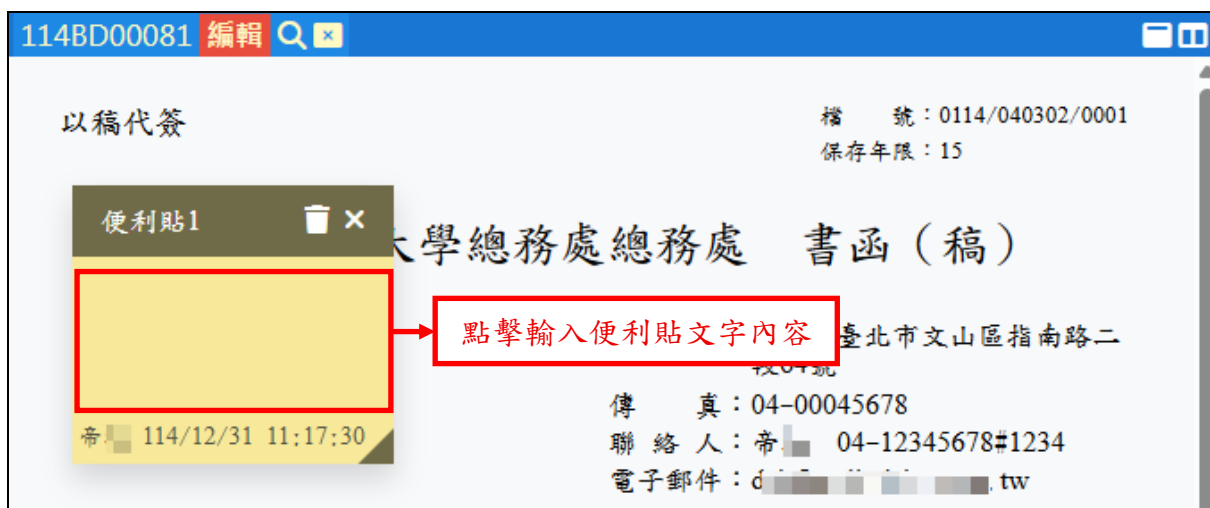 114BD00081 編輯
以稿代簽
檔 號：0114/040302/0001
保存年限：15
便利貼1
大學總務處總務處 書函（稿）
點擊輸入便利貼文字內容
臺北市文山區指南路二
段64號
傳 真：04-00045678
帝 114/12/31 11:17:30
聯 絡 人：帝 04-12345678#1234
電子郵件：d .tw